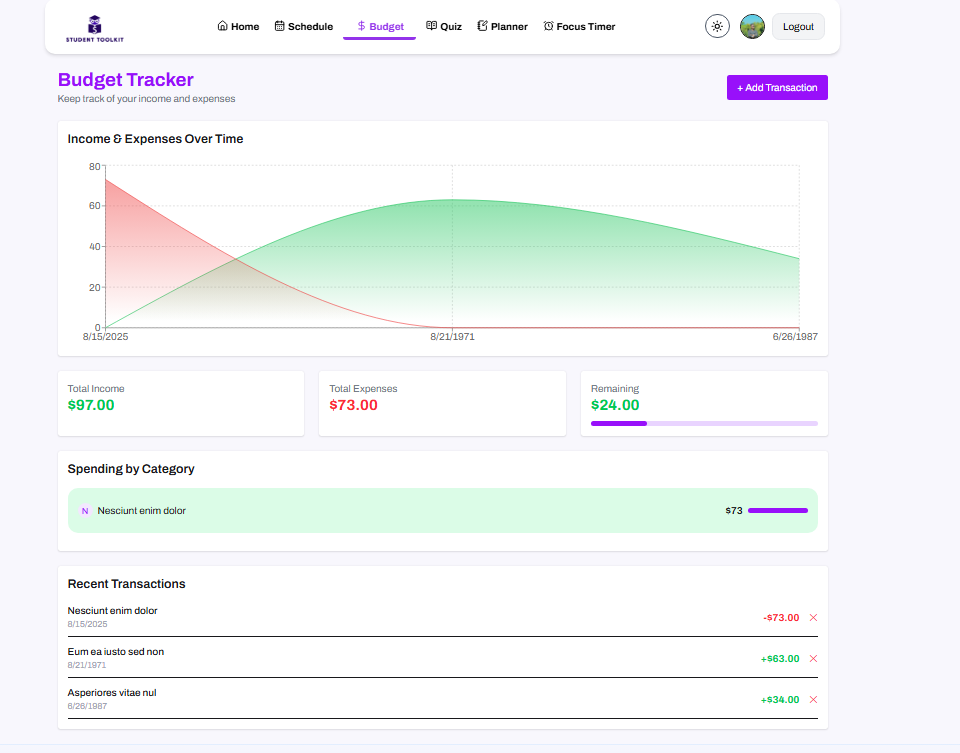 STUDENT TOOLKIT
Home Schedule Budget Quiz Planner Focus Timer Logout
Budget Tracker
Keep track of your income and expenses
+ Add Transaction
Income & Expenses Over Time
80
60
40
20
0
8/15/2025 8/21/1971 6/26/1987
Total Income
$97.00
Total Expenses
$73.00
Remaining
$24.00
Spending by Category
N Nesciunt enim dolor $73
Recent Transactions
Nesciunt enim dolor
8/15/2025
-$73.00
Eum ea iusto sed non
8/21/1971
+$63.00
Asperiores vitae nul
6/26/1987
+$34.00